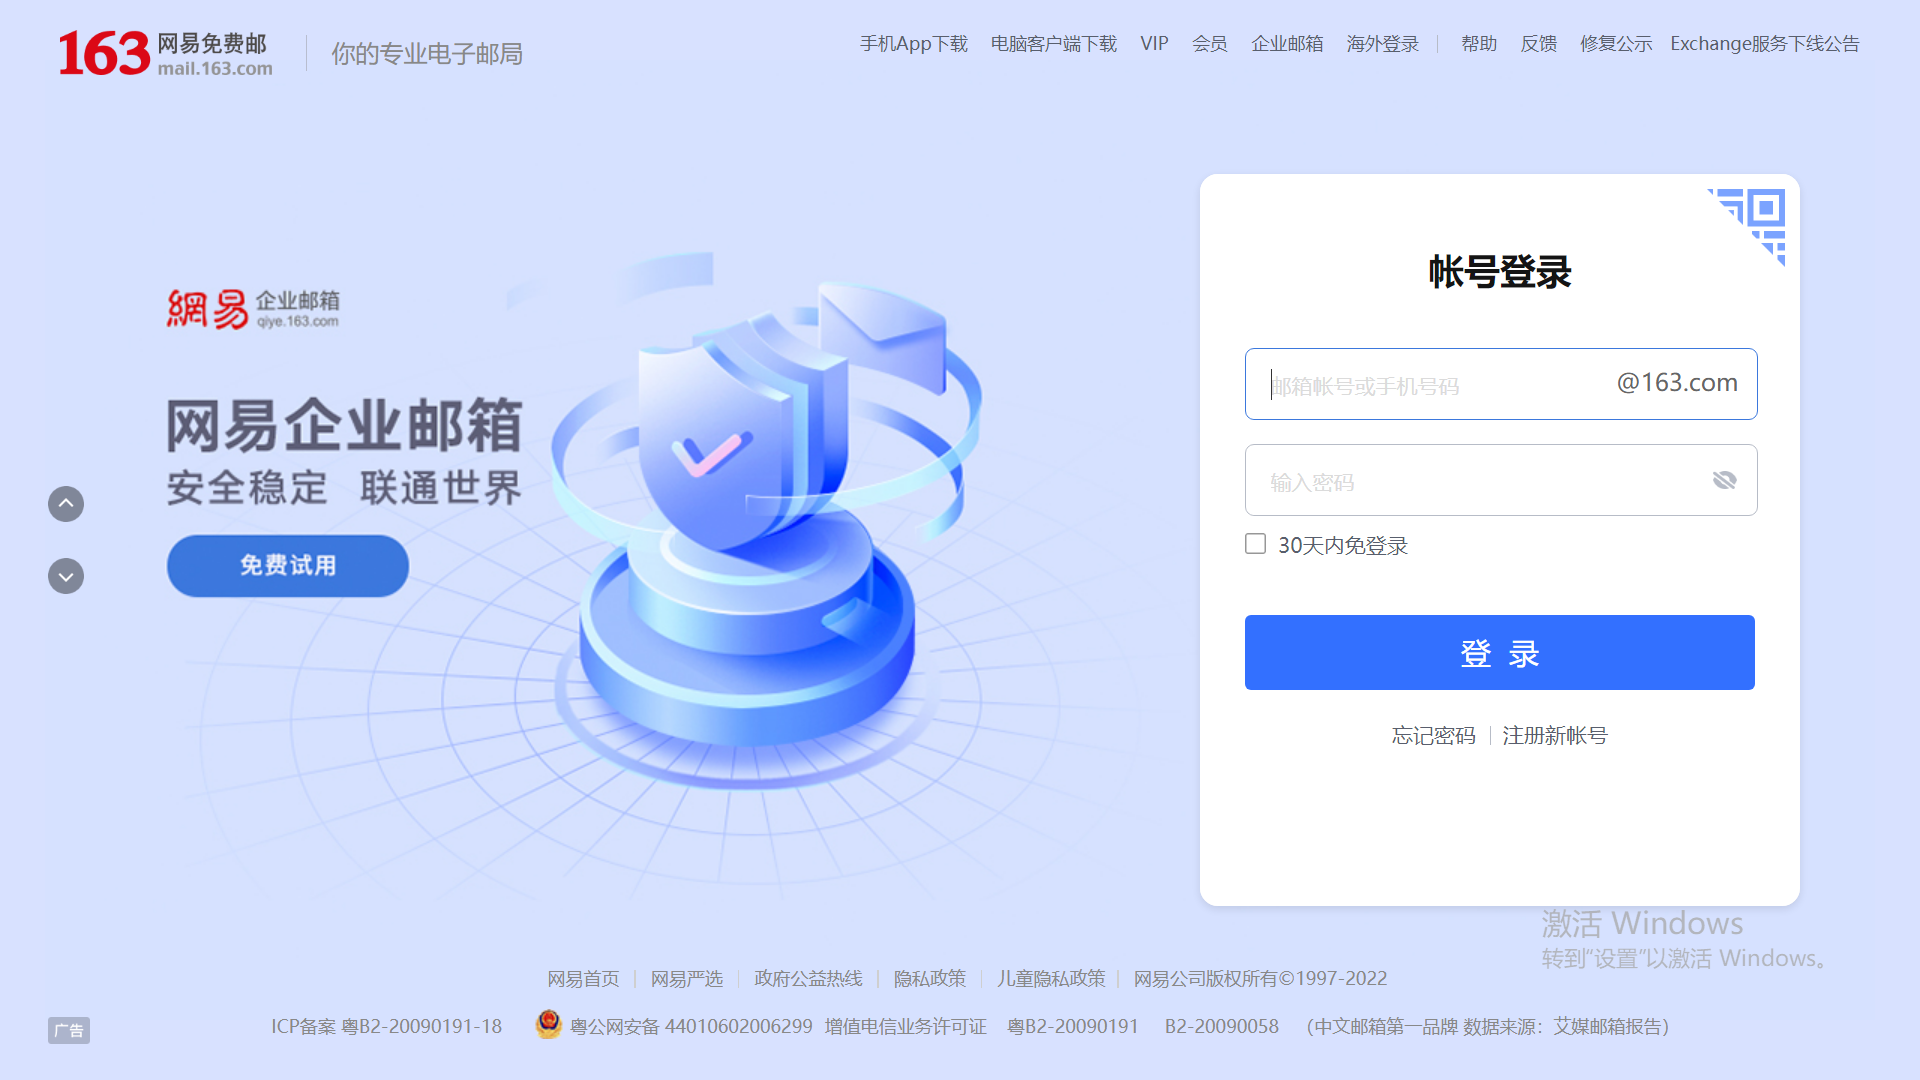 163 网易免费邮
mail.163.com
你的专业电子邮局
手机App下载 电脑客户端下载 VIP 会员 企业邮箱 海外登录 帮助 反馈 修复公示 Exchange服务下线公告
網易 企业邮箱
qiye.163.com
网易企业邮箱
安全稳定 联通世界
免费试用
帐号登录
邮箱帐号或手机号码 @163.com
输入密码
30天内免登录
登 录
忘记密码 注册新帐号
激活 Windows
转到"设置"以激活 Windows。
网易首页 网易严选 政府公益热线 隐私政策 儿童隐私政策 网易公司版权所有©1997-2022
广告
ICP备案 粤B2-20090191-18 粤公网安备 44010602006299 增值电信业务许可证 粤B2-20090191 B2-20090058 （中文邮箱第一品牌 数据来源：艾媒邮箱报告）